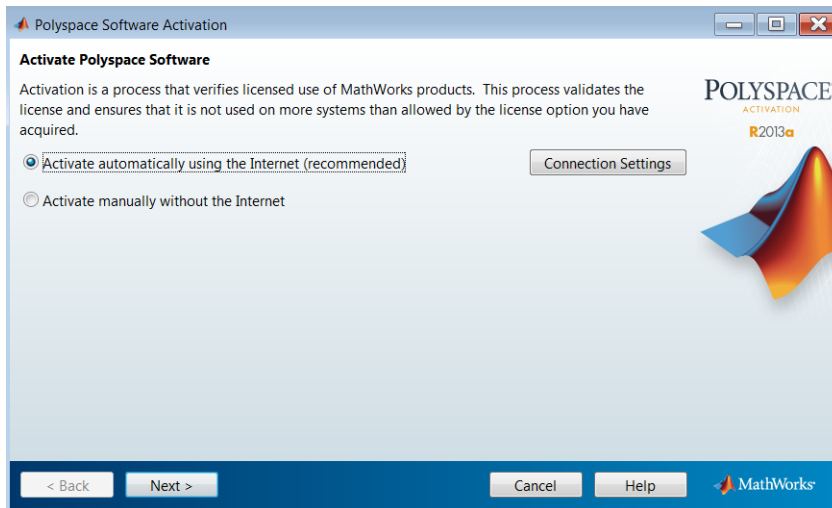 Polyspace Software Activation
Activate Polyspace Software
Activation is a process that verifies licensed use of MathWorks products. This process validates the
license and ensures that it is not used on more systems than allowed by the license option you have
acquired.
Activate automatically using the Internet (recommended)
Connection Settings
Activate manually without the Internet
POLYSPACE
ACTIVATION
R2013a
< Back
Next >
Cancel
Help
MathWorks